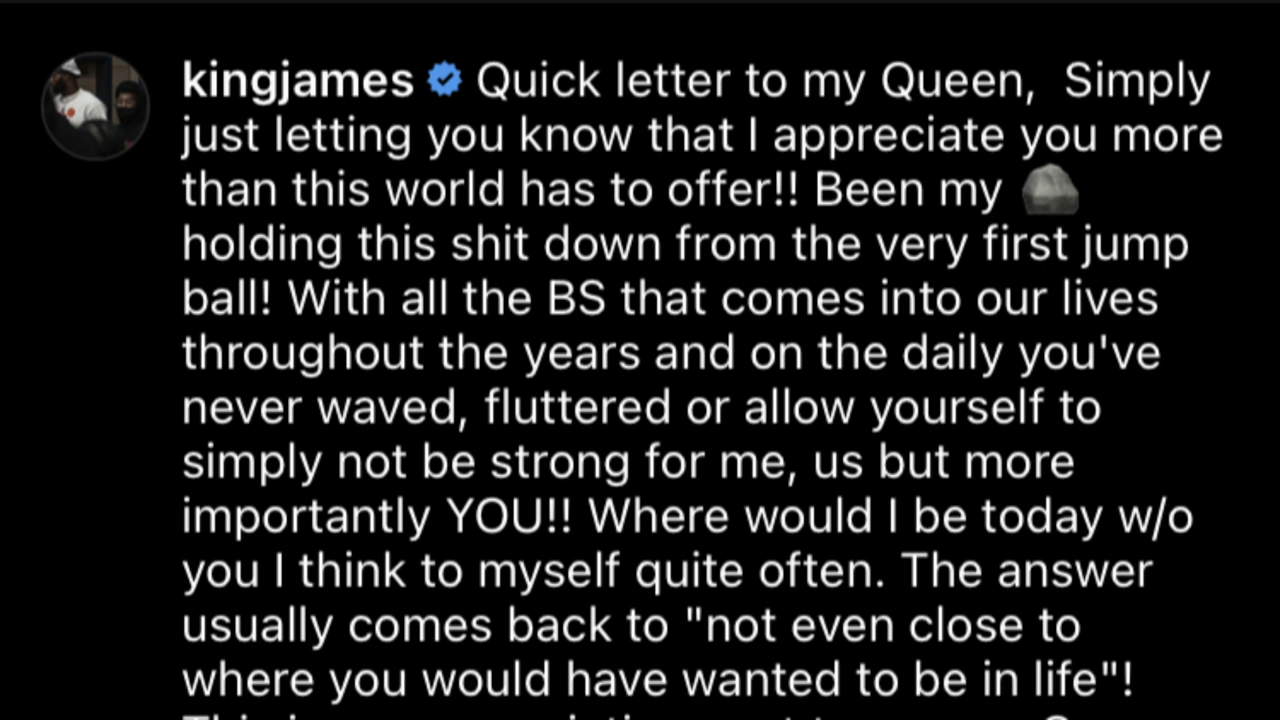 kingjames Quick letter to my Queen,  Simply
just letting you know that I appreciate you more
than this world has to offer!! Been my 🪨
holding this shit down from the very first jump
ball! With all the BS that comes into our lives
throughout the years and on the daily you've
never waved, fluttered or allow yourself to
simply not be strong for me, us but more
importantly YOU!! Where would I be today w/o
you I think to myself quite often. The answer
usually comes back to "not even close to
where you would have wanted to be in life"!